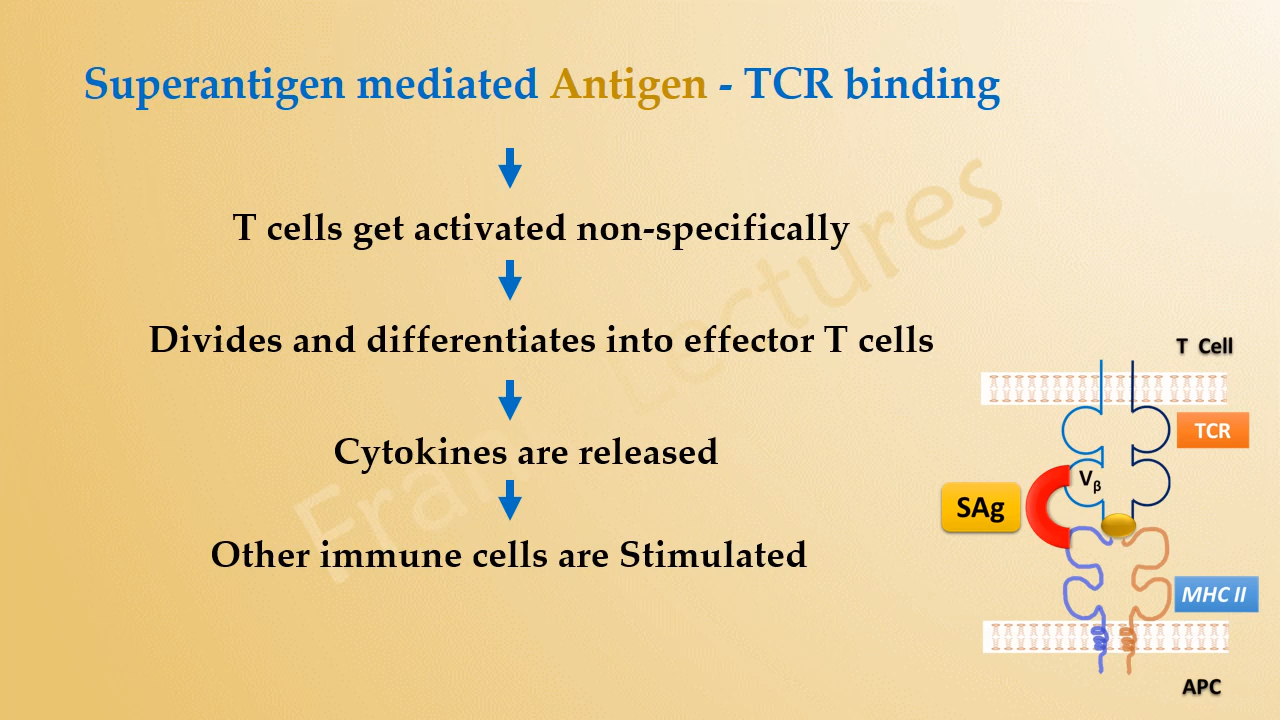 Superantigen mediated Antigen - TCR binding
T cells get activated non-specifically
Divides and differentiates into effector T cells
Cytokines are released
Other immune cells are Stimulated
T Cell
TCR
Vβ
SAg
MHC II
APC
Lectures